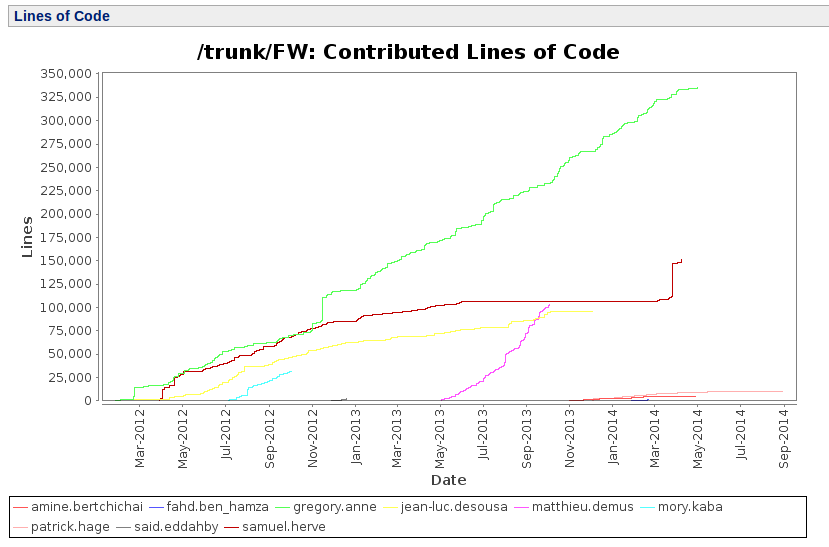 Lines of Code
/trunk/FW: Contributed Lines of Code
350,000
325,000
300,000
275,000
250,000
225,000
200,000
175,000
150,000
125,000
100,000
75,000
50,000
25,000
0
Lines
Mar-2012
May-2012
Jul-2012
Sep-2012
Nov-2012
Jan-2013
Mar-2013
May-2013
Jul-2013
Sep-2013
Nov-2013
Jan-2014
Mar-2014
May-2014
Jul-2014
Sep-2014
Date
amine.bertchichai fahd.ben_hamza gregory.anne jean-luc.desousa matthieu.demus mory.kaba
patrick.hage said.eddahby samuel.herve